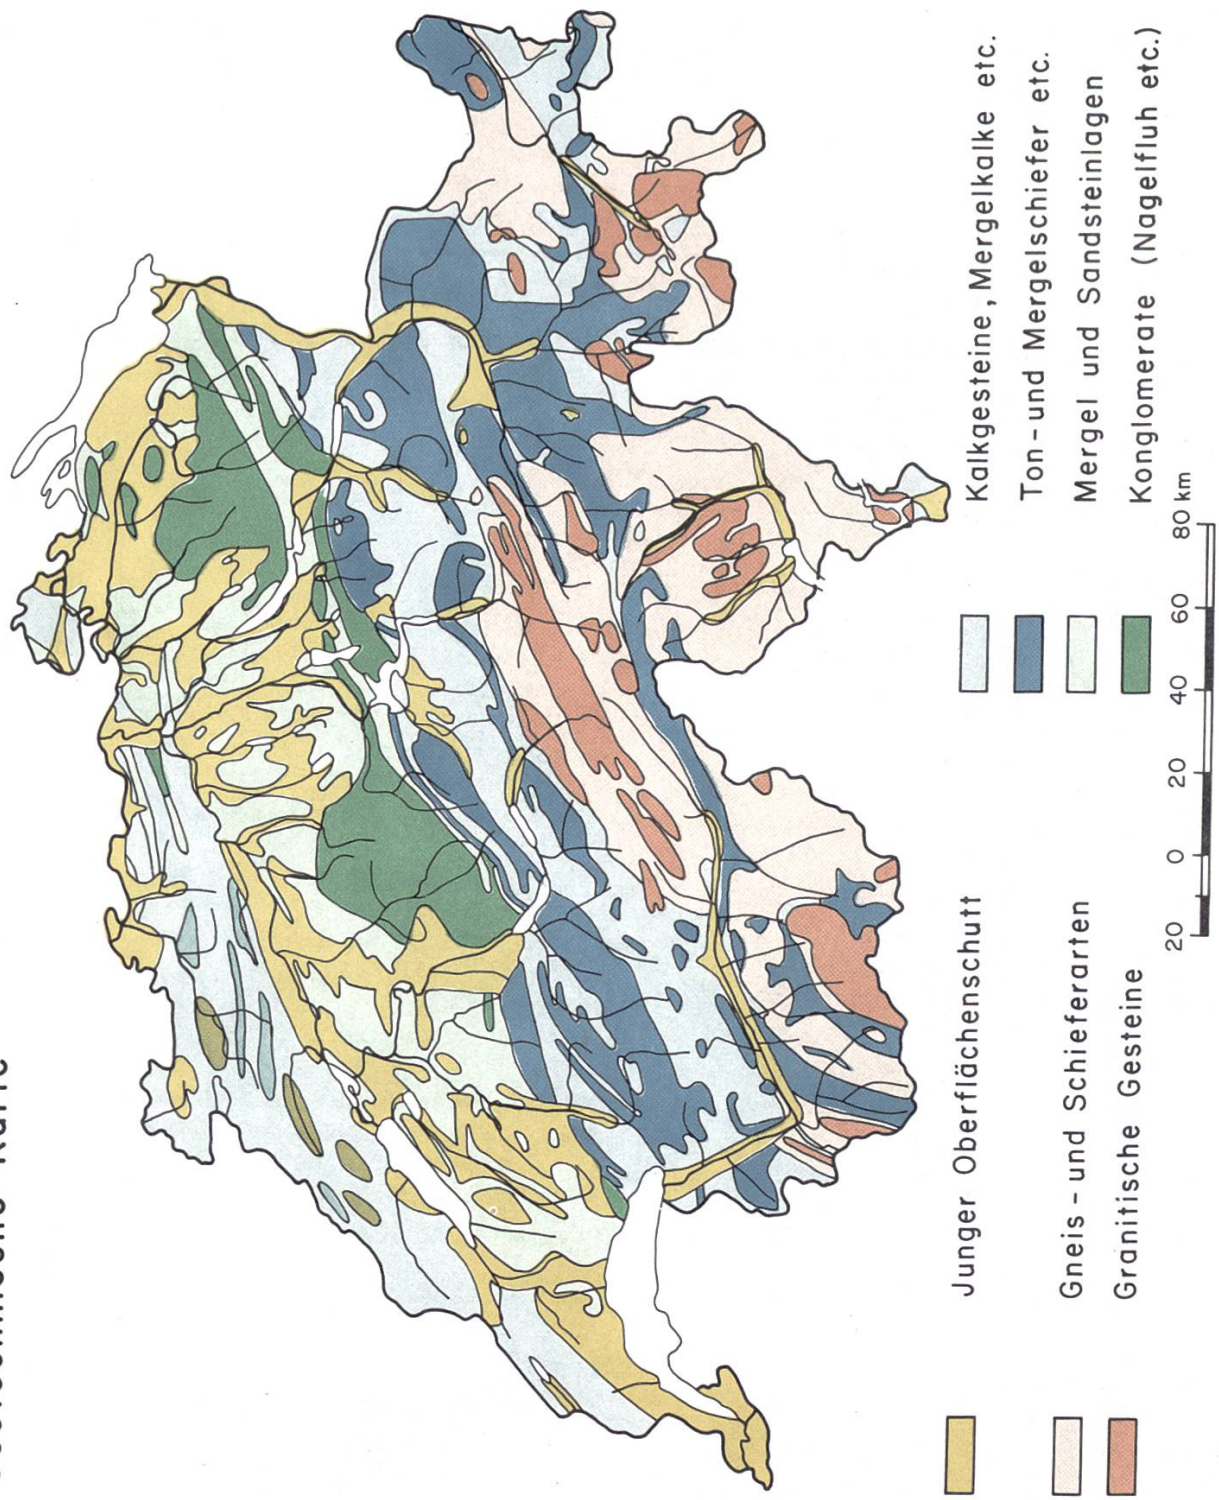 Karte
Junger Oberflächenschutt
Gneis- und Schieferarten
Granitische Gesteine
Kalkgesteine, Mergelkalke etc.
Ton- und Mergelschiefer etc.
Mergel und Sandsteinlagen
Konglomerate (Nagelfluh etc.)
20 0 20 40 60 80 km